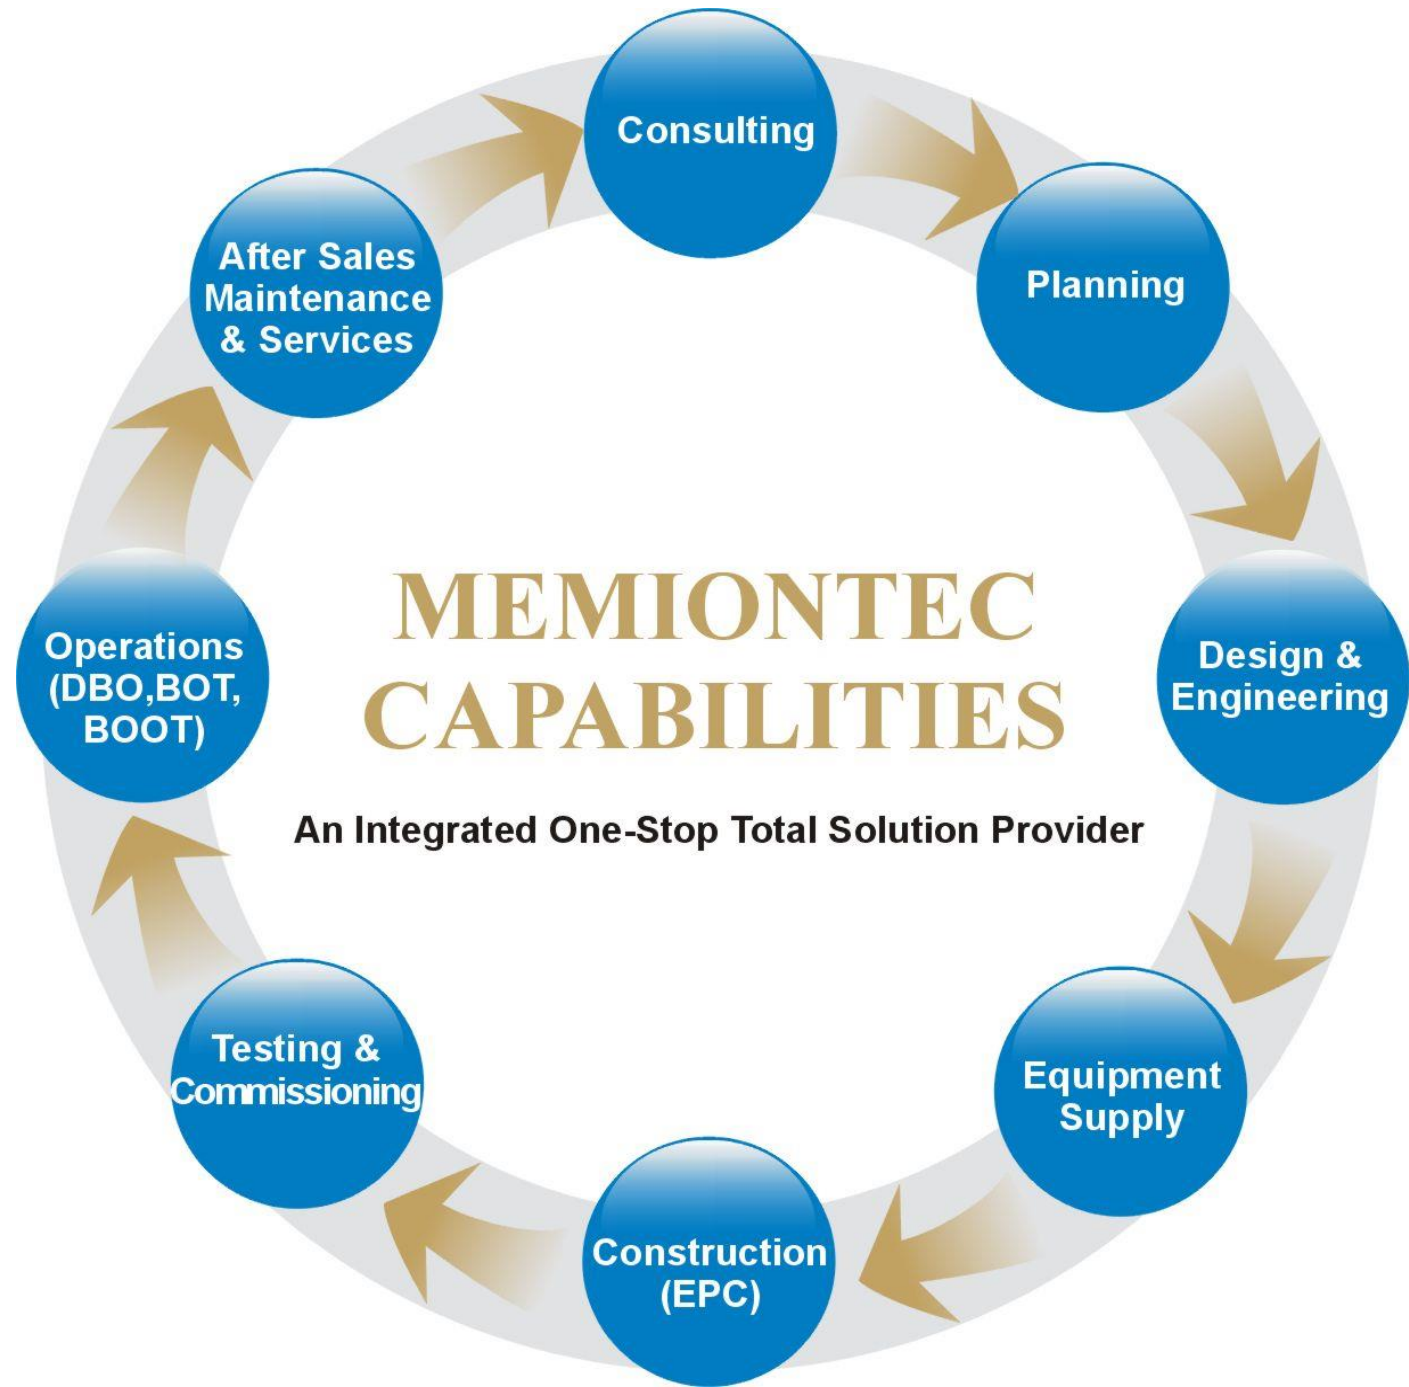 Consulting
Planning
Design &
Engineering
Equipment
Supply
Construction
(EPC)
Testing &
Commissioning
Operations
(DBO,BOT,
BOOT)
After Sales
Maintenance
& Services
MEMIONTEC
CAPABILITIES
An Integrated One-Stop Total Solution Provider